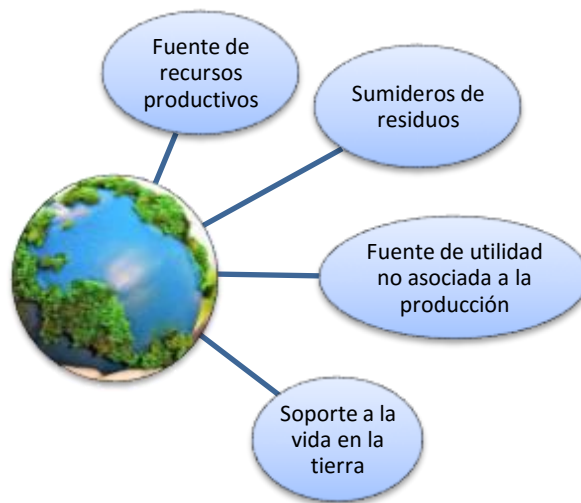 Fuente de
recursos
productivos
Sumideros de
residuos
Fuente de utilidad
no asociada a la
producción
Soporte a la
vida en la
tierra